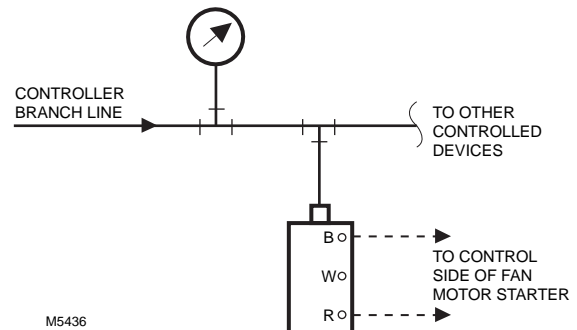 CONTROLLER
BRANCH LINE
TO OTHER
CONTROLLED
DEVICES
B
W
R
TO CONTROL
SIDE OF FAN
MOTOR STARTER
M5436